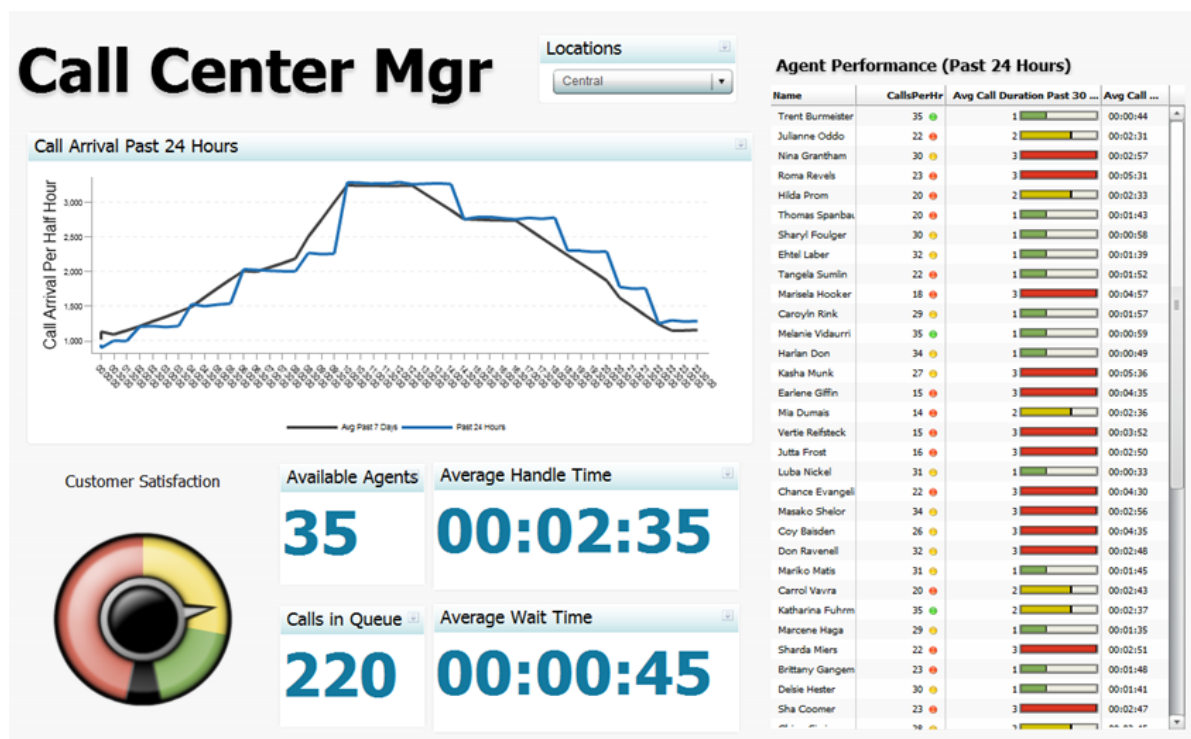 Call Center Mgr
Locations
Central
Call Arrival Past 24 Hours
Call Arrival Per Half Hour
3,000
2,500
2,000
1,500
1,000
Avg Past 7 Days
Past 24 Hours
Customer Satisfaction
Available Agents
35
Average Handle Time
00:02:35
Calls in Queue
220
Average Wait Time
00:00:45
Agent Performance (Past 24 Hours)
Name CallsPerHr Avg Call Duration Past 30 ... Avg Call ...
Trent Burmeister 35 1 00:00:44
Julianne Oddo 22 2 00:02:31
Nina Grantham 30 3 00:02:57
Roma Revels 23 3 00:05:31
Hilda Prom 20 2 00:02:33
Thomas Spanbau 20 1 00:01:43
Sharyl Foulger 30 1 00:00:58
Ehtel Laber 32 1 00:01:39
Tangela Sumlin 22 1 00:01:52
Marisela Hooker 18 3 00:04:57
Caroyln Rink 29 1 00:01:57
Melanie Vidaurri 35 1 00:00:59
Harlan Don 34 1 00:00:49
Kasha Munk 27 3 00:05:36
Earlene Giffin 15 3 00:04:35
Mia Dumais 14 2 00:02:36
Vertie Reifsteck 15 3 00:03:52
Jutta Frost 16 3 00:02:50
Luba Nickel 31 1 00:00:33
Chance Evangeli 22 3 00:04:30
Masako Shelor 34 3 00:02:56
Coy Baisden 26 3 00:04:35
Don Ravenell 32 3 00:02:48
Mariko Matis 31 1 00:01:45
Carrol Vavra 20 2 00:02:43
Katharina Fuhrm 35 2 00:02:37
Marcene Haga 29 1 00:01:35
Sharda Miers 22 3 00:02:51
Brittany Gangem 23 1 00:01:48
Delsie Hester 30 1 00:01:41
Sha Coomer 23 3 00:02:47